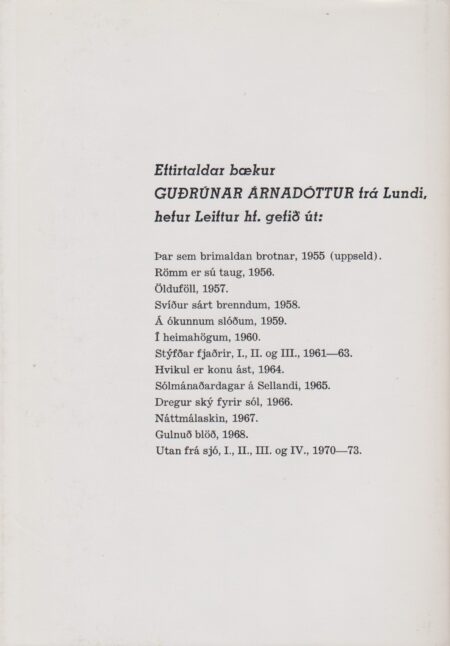 Eftirtaldar bækur
GUÐRÚNAR ÁRNADÓTTUR frá Lundi,
hefur Leiftur hf. gefið út:
Þar sem brimaldan brotnar, 1955 (uppseld).
Römm er sú taug, 1956.
Ölduföll, 1957.
Svíður sárt brenndum, 1958.
Á ókunnum slóðum, 1959.
Í heimahögum, 1960.
Stýfðar fjaðrir, I., II. og III., 1961—63.
Hvikul er konu ást, 1964.
Sólmánaðardagar á Sellandi, 1965.
Dregur ský fyrir sól, 1966.
Náttmálaskin, 1967.
Gulnuð blöð, 1968.
Utan frá sjó, I., II., III. og IV., 1970—73.